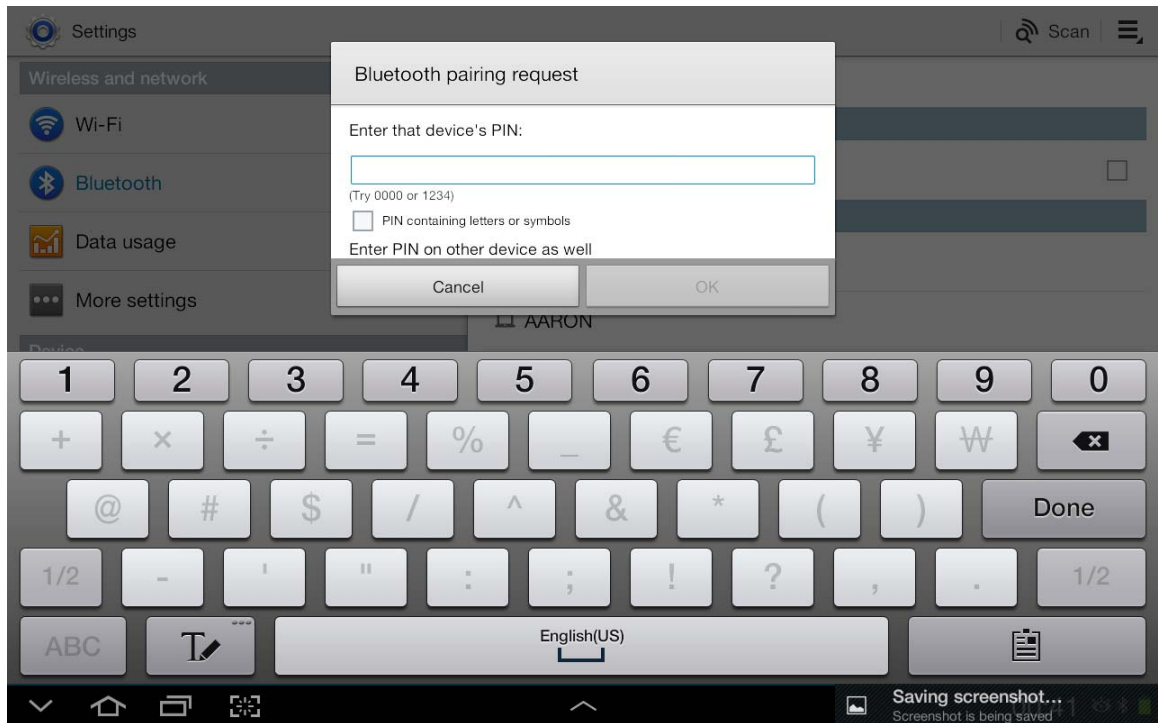 Settings
Scan
Wireless and network
Wi-Fi
Bluetooth
Data usage
More settings
Device
Bluetooth pairing request
Enter that device's PIN:
(Try 0000 or 1234)
PIN containing letters or symbols
Enter PIN on other device as well
Cancel
OK
AARON
1 2 3 4 5 6 7 8 9 0
+ × ÷ = % _ € £ ¥ ₩
@ # $ / ^ & * ( ) Done
1/2 - ' " : ; ! ? , . 1/2
ABC T English(US)
Saving screenshot...
Screenshot is being saved